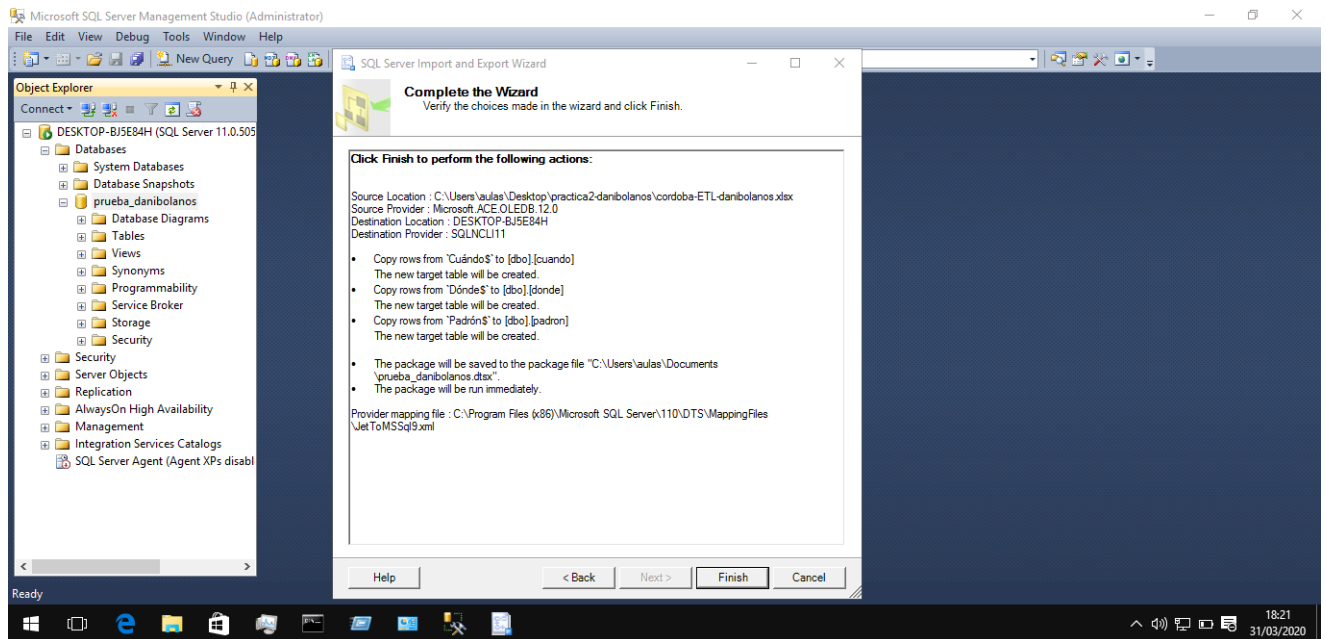 Microsoft SQL Server Management Studio (Administrator)
File Edit View Debug Tools Window Help
New Query
Object Explorer
Connect
DESKTOP-BJ5E84H (SQL Server 11.0.505
Databases
System Databases
Database Snapshots
prueba_danibolanos
Database Diagrams
Tables
Views
Synonyms
Programmability
Service Broker
Storage
Security
Security
Server Objects
Replication
AlwaysOn High Availability
Management
Integration Services Catalogs
SQL Server Agent (Agent XPs disabl
SQL Server Import and Export Wizard
Complete the Wizard
Verify the choices made in the wizard and click Finish.
Click Finish to perform the following actions:
Source Location : C:\Users\aulas\Desktop\practica2-danibolanos\cordoba-ETL-danibolanos.xlsx
Source Provider : Microsoft.ACE.OLEDB.12.0
Destination Location : DESKTOP-BJ5E84H
Destination Provider : SQLNCLI11
• Copy rows from `Cuándo$` to [dbo].[cuando]
The new target table will be created.
• Copy rows from `Dónde$` to [dbo].[donde]
The new target table will be created.
• Copy rows from `Padrón$` to [dbo].[padron]
The new target table will be created.
• The package will be saved to the package file "C:\Users\aulas\Documents
\prueba_danibolanos.dtsx".
• The package will be run immediately.
Provider mapping file : C:\Program Files (x86)\Microsoft SQL Server\110\DTS\MappingFiles
\JetToMSSql9.xml
Help < Back Next > Finish Cancel
Ready
18:21
31/03/2020